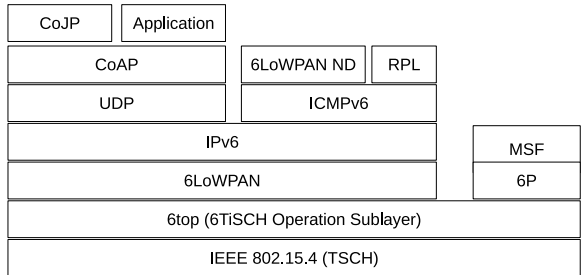 CoJP Application
CoAP 6LoWPAN ND RPL
UDP ICMPv6
IPv6
MSF
6LoWPAN 6P
6top (6TiSCH Operation Sublayer)
IEEE 802.15.4 (TSCH)